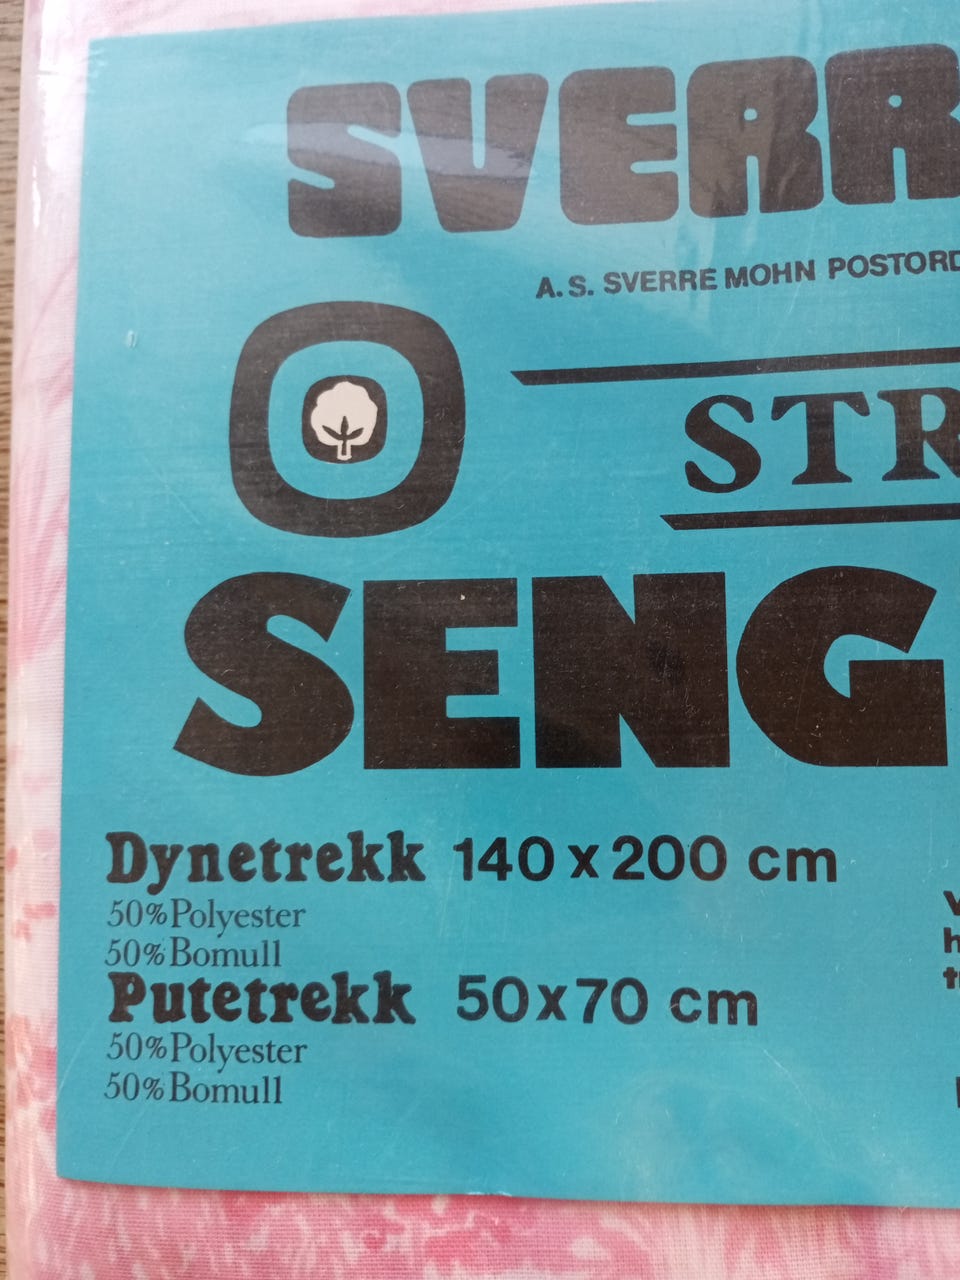 SVERR
A. S. SVERRE MOHN POSTORD
STR
SENG
Dynetrekk 140 x 200 cm
50% Polyester
50% Bomull
Putetrekk 50x70 cm
50% Polyester
50% Bomull